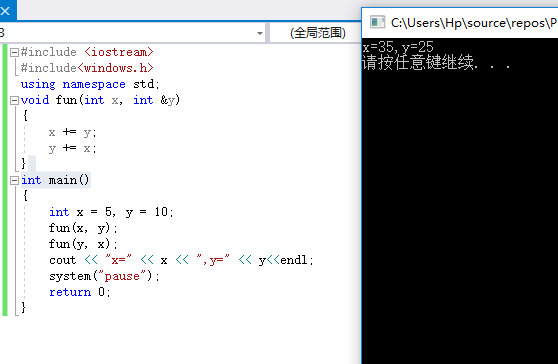 (全局范围)
#include <iostream>
#include<windows.h>
using namespace std;
void fun(int x, int &y)
{
x += y;
y += x;
}
int main()
{
int x = 5, y = 10;
fun(x, y);
fun(y, x);
cout << "x=" << x << ",y=" << y<<endl;
system("pause");
return 0;
}
C:\Users\Hp\source\repos\P
x=35,y=25
请按任意键继续. . .